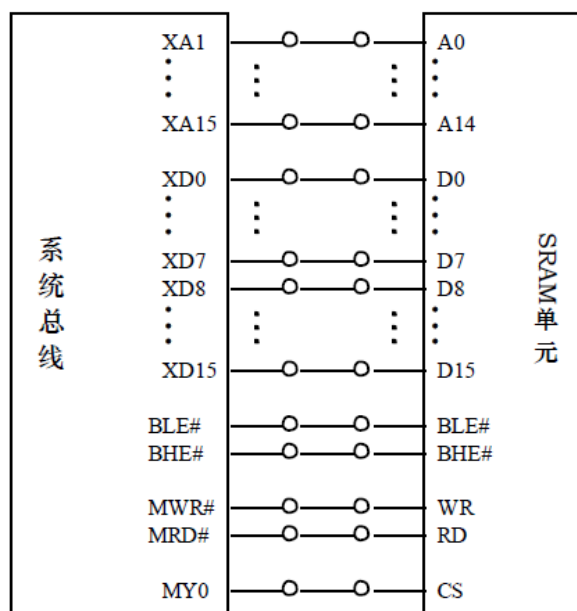 系统总线
SRAM单元
XA1 A0
XA15 A14
XD0 D0
XD7 D7
XD8 D8
XD15 D15
BLE# BLE#
BHE# BHE#
MWR# WR
MRD# RD
MY0 CS